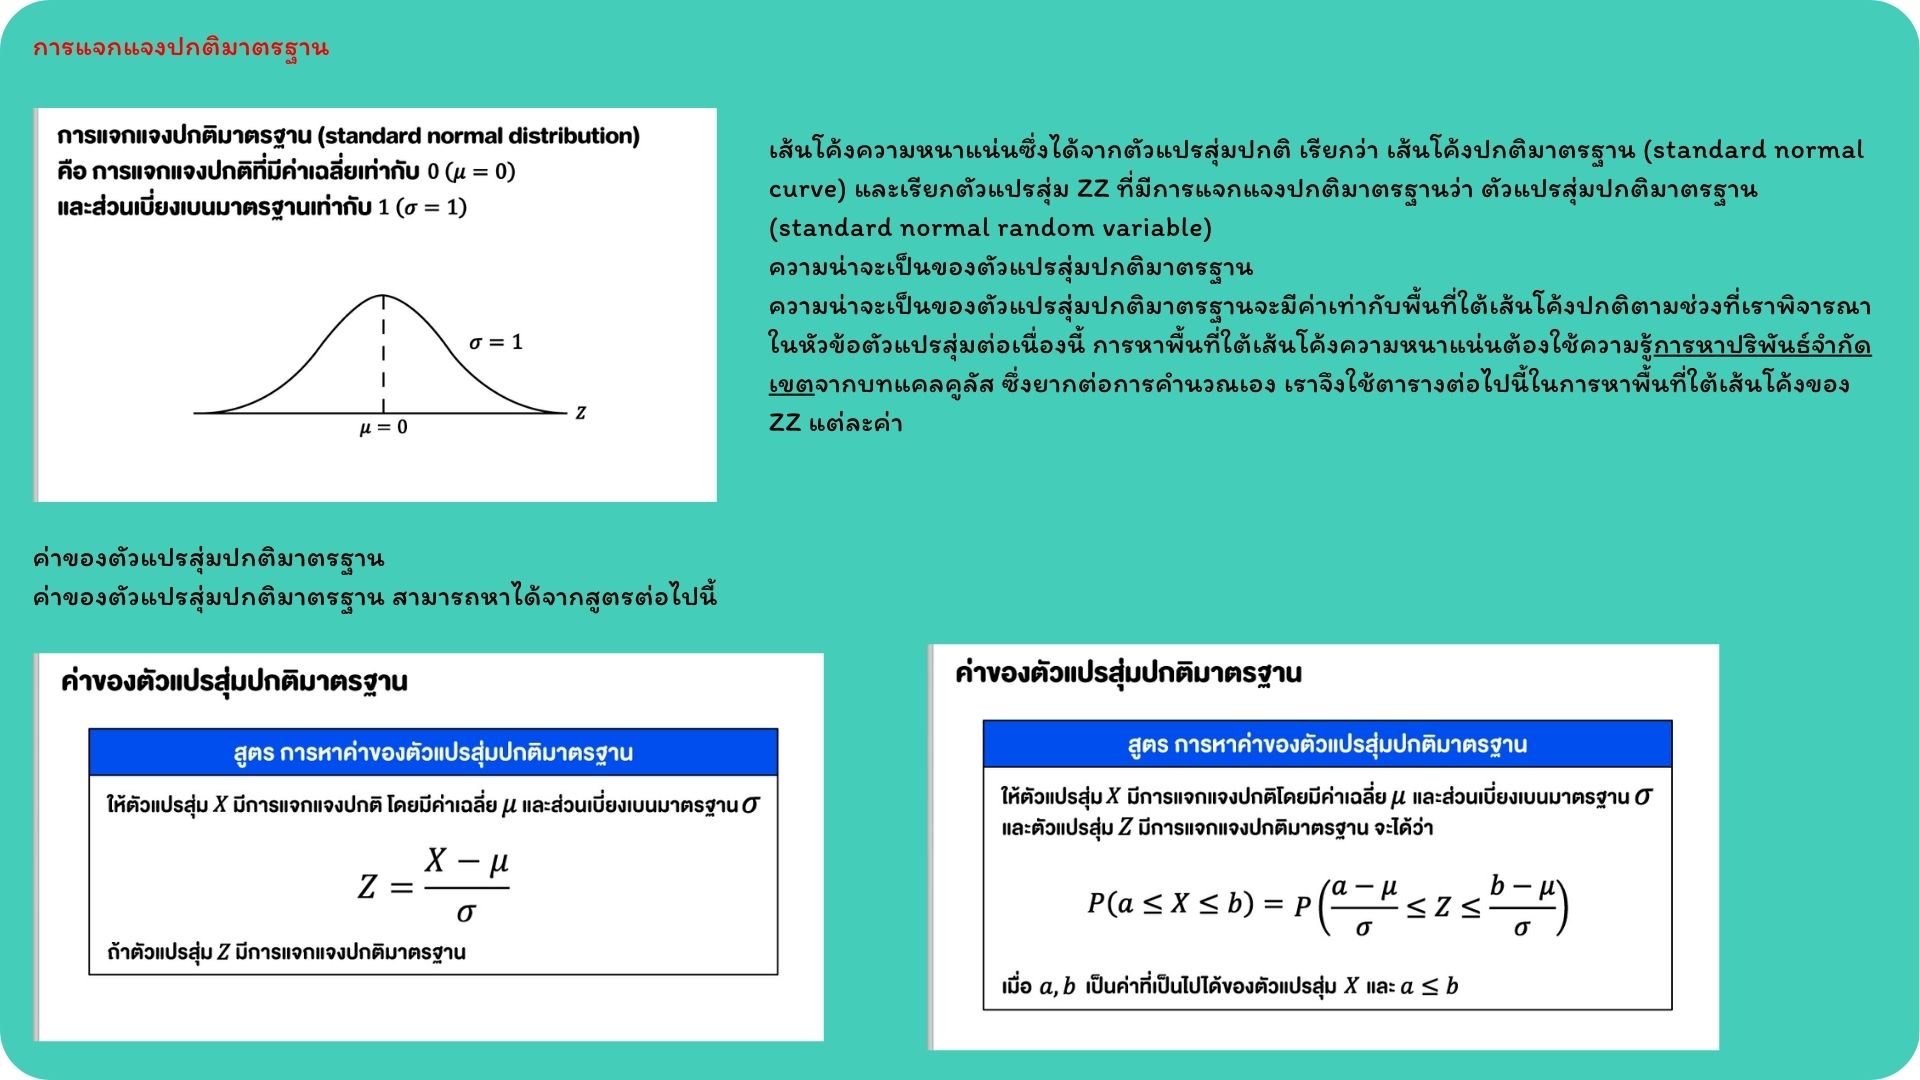 การแจกแจงปกติมาตรฐาน
การแจกแจงปกติมาตรฐาน (standard normal distribution)
คือ การแจกแจงปกติที่มีค่าเฉลี่ยเท่ากับ 0 (μ = 0)
และส่วนเบี่ยงเบนมาตรฐานเท่ากับ 1 (σ = 1)
σ = 1
Z
μ = 0
เส้นโค้งความหนาแน่นซึ่งได้จากตัวแปรสุ่มปกติ เรียกว่า เส้นโค้งปกติมาตรฐาน (standard normal
curve) และเรียกตัวแปรสุ่ม ZZ ที่มีการแจกแจงปกติมาตรฐานว่า ตัวแปรสุ่มปกติมาตรฐาน
(standard normal random variable)
ความน่าจะเป็นของตัวแปรสุ่มปกติมาตรฐาน
ความน่าจะเป็นของตัวแปรสุ่มปกติมาตรฐานจะมีค่าเท่ากับพื้นที่ใต้เส้นโค้งปกติตามช่วงที่เราพิจารณา
ในหัวข้อตัวแปรสุ่มต่อเนื่องนี้ การหาพื้นที่ใต้เส้นโค้งความหนาแน่นต้องใช้ความรู้การหาปริพันธ์จำกัด
เขตจากบทแคลคูลัส ซึ่งยากต่อการคำนวณเอง เราจึงใช้ตารางต่อไปนี้ในการหาพื้นที่ใต้เส้นโค้งของ
ZZ แต่ละค่า
ค่าของตัวแปรสุ่มปกติมาตรฐาน
ค่าของตัวแปรสุ่มปกติมาตรฐาน สามารถหาได้จากสูตรต่อไปนี้
ค่าของตัวแปรสุ่มปกติมาตรฐาน
สูตร การหาค่าของตัวแปรสุ่มปกติมาตรฐาน
ให้ตัวแปรสุ่ม X มีการแจกแจงปกติ โดยมีค่าเฉลี่ย μ และส่วนเบี่ยงเบนมาตรฐาน σ
Z = (X − μ)/σ
ถ้าตัวแปรสุ่ม Z มีการแจกแจงปกติมาตรฐาน
ค่าของตัวแปรสุ่มปกติมาตรฐาน
สูตร การหาค่าของตัวแปรสุ่มปกติมาตรฐาน
ให้ตัวแปรสุ่ม X มีการแจกแจงปกติโดยมีค่าเฉลี่ย μ และส่วนเบี่ยงเบนมาตรฐาน σ
และตัวแปรสุ่ม Z มีการแจกแจงปกติมาตรฐาน จะได้ว่า
P(a ≤ X ≤ b) = P((a − μ)/σ ≤ Z ≤ (b − μ)/σ)
เมื่อ a, b เป็นค่าที่เป็นไปได้ของตัวแปรสุ่ม X และ a ≤ b